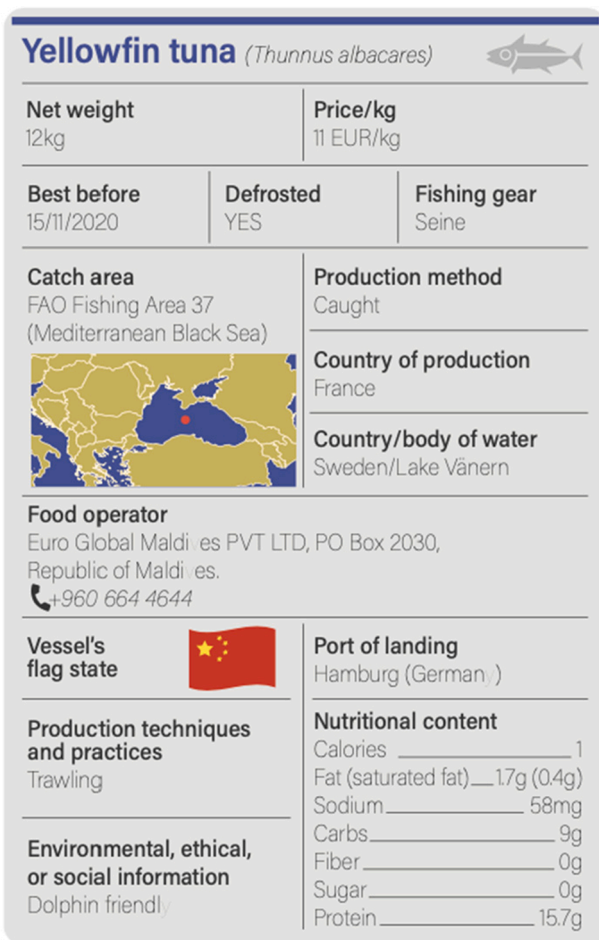 Yellowfin tuna (Thunnus albacares)
Net weight
12kg
Price/kg
11 EUR/kg
Best before
15/11/2020
Defrosted
YES
Fishing gear
Seine
Catch area
FAO Fishing Area 37
(Mediterranean Black Sea)
Production method
Caught
Country of production
France
Country/body of water
Sweden/Lake Vänern
Food operator
Euro Global Maldives PVT LTD, PO Box 2030,
Republic of Maldives.
+960 664 4644
Vessel's
flag state
Port of landing
Hamburg (Germany)
Production techniques
and practices
Trawling
Environmental, ethical,
or social information
Dolphin friendly
Nutritional content
Calories 1
Fat (saturated fat) 1.7g (0.4g)
Sodium 58mg
Carbs 9g
Fiber 0g
Sugar 0g
Protein 15.7g